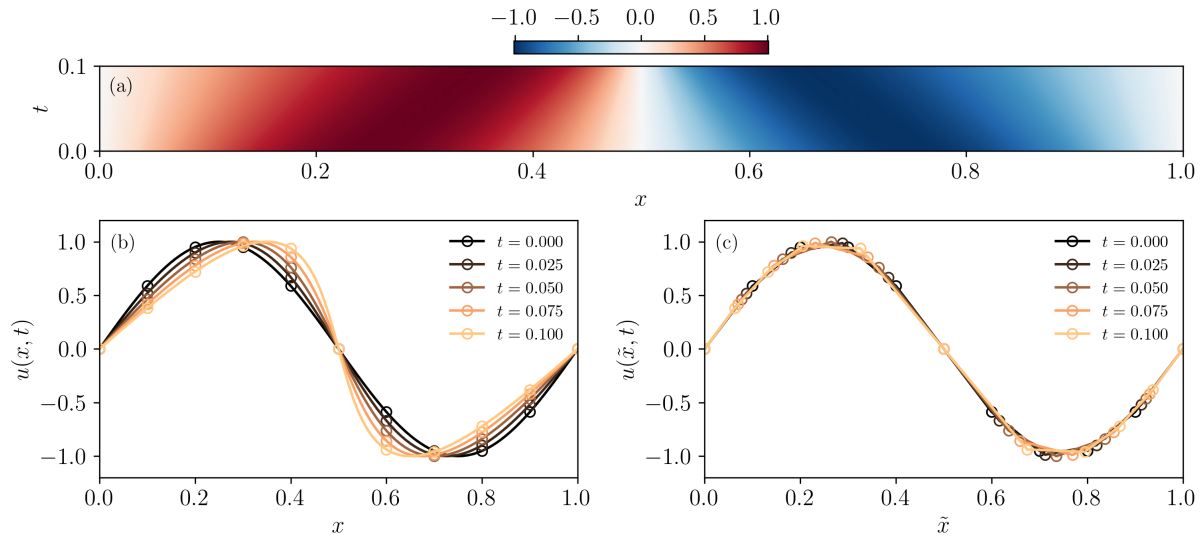 −1.0 −0.5 0.0 0.5 1.0
0.1
(a)
t
0.0
0.0 0.2 0.4 0.6 0.8 1.0
x
(b)
1.0
0.5
0.0
−0.5
−1.0
u(x, t)
t = 0.000
t = 0.025
t = 0.050
t = 0.075
t = 0.100
0.0 0.2 0.4 0.6 0.8 1.0
x
(c)
1.0
0.5
0.0
−0.5
−1.0
u(x̃, t)
t = 0.000
t = 0.025
t = 0.050
t = 0.075
t = 0.100
0.0 0.2 0.4 0.6 0.8 1.0
x̃